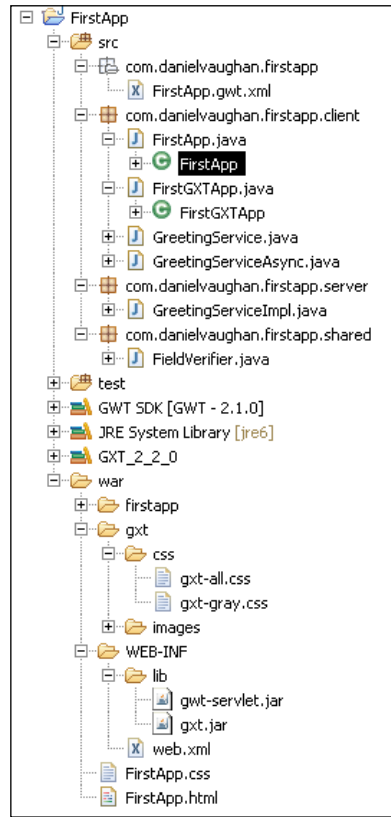 FirstApp
src
com.danielvaughan.firstapp
FirstApp.gwt.xml
com.danielvaughan.firstapp.client
FirstApp.java
FirstApp
FirstGXTApp.java
FirstGXTApp
GreetingService.java
GreetingServiceAsync.java
com.danielvaughan.firstapp.server
GreetingServiceImpl.java
com.danielvaughan.firstapp.shared
FieldVerifier.java
test
GWT SDK [GWT - 2.1.0]
JRE System Library [jre6]
GXT_2_2_0
war
firstapp
gxt
css
gxt-all.css
gxt-gray.css
images
WEB-INF
lib
gwt-servlet.jar
gxt.jar
web.xml
FirstApp.css
FirstApp.html